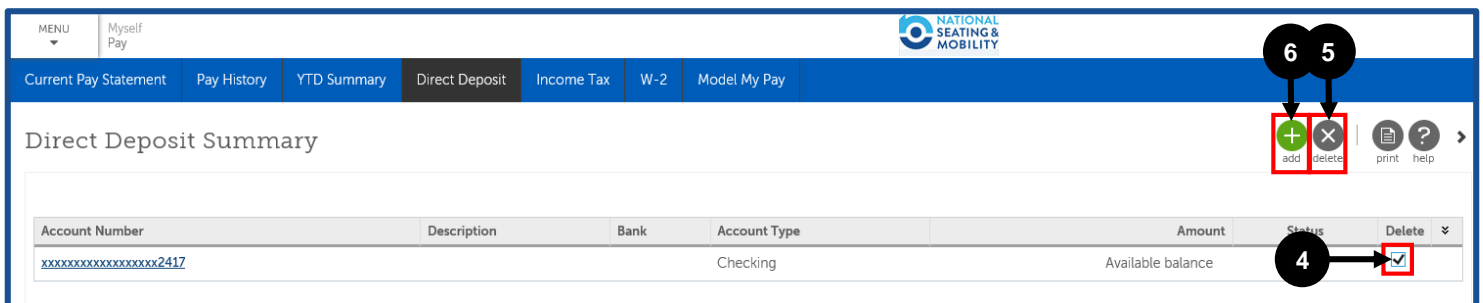 MENU
Myself
Pay
NATIONAL
SEATING &
MOBILITY
6 5
Current Pay Statement Pay History YTD Summary Direct Deposit Income Tax W-2 Model My Pay
Direct Deposit Summary
add delete print help
Account Number Description Bank Account Type Amount Status Delete
xxxxxxxxxxxxxxxxxx2417 Checking Available balance
4